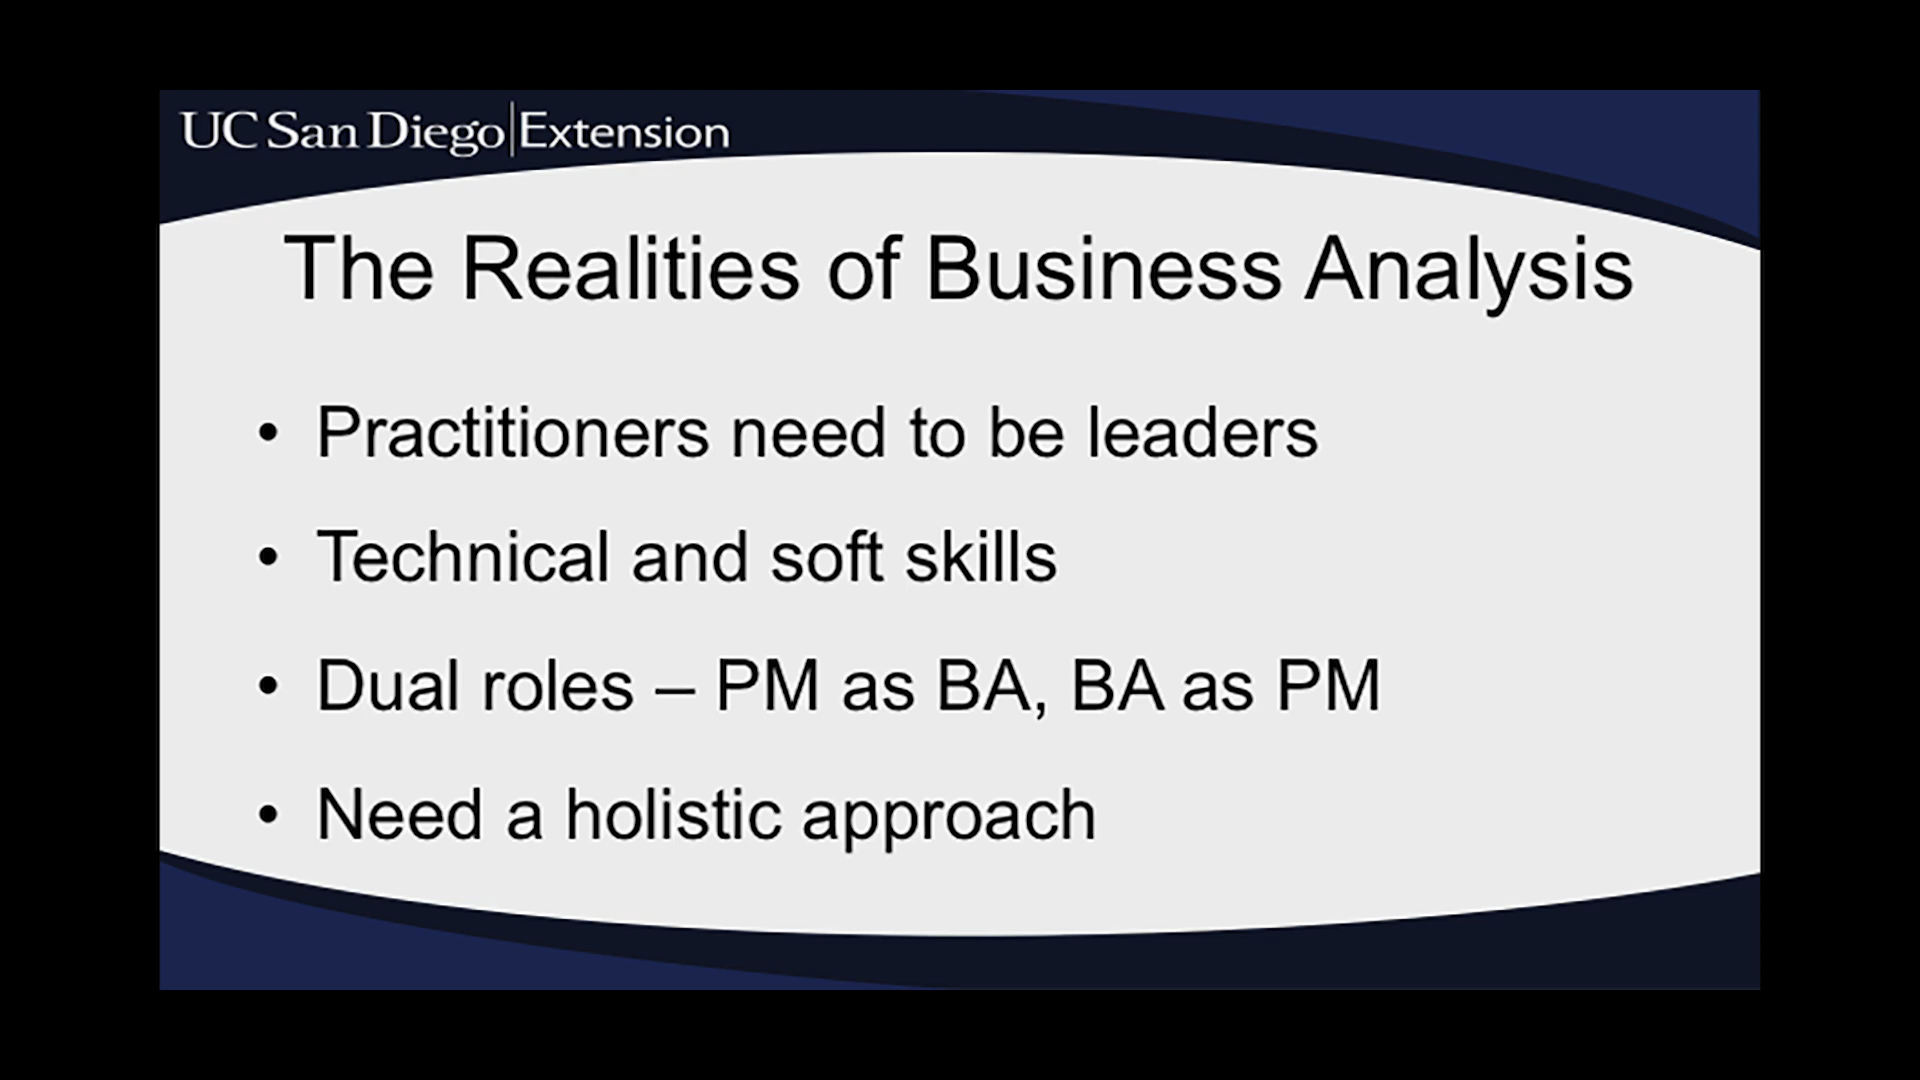 UC San Diego|Extension
The Realities of Business Analysis
• Practitioners need to be leaders
• Technical and soft skills
• Dual roles – PM as BA, BA as PM
• Need a holistic approach